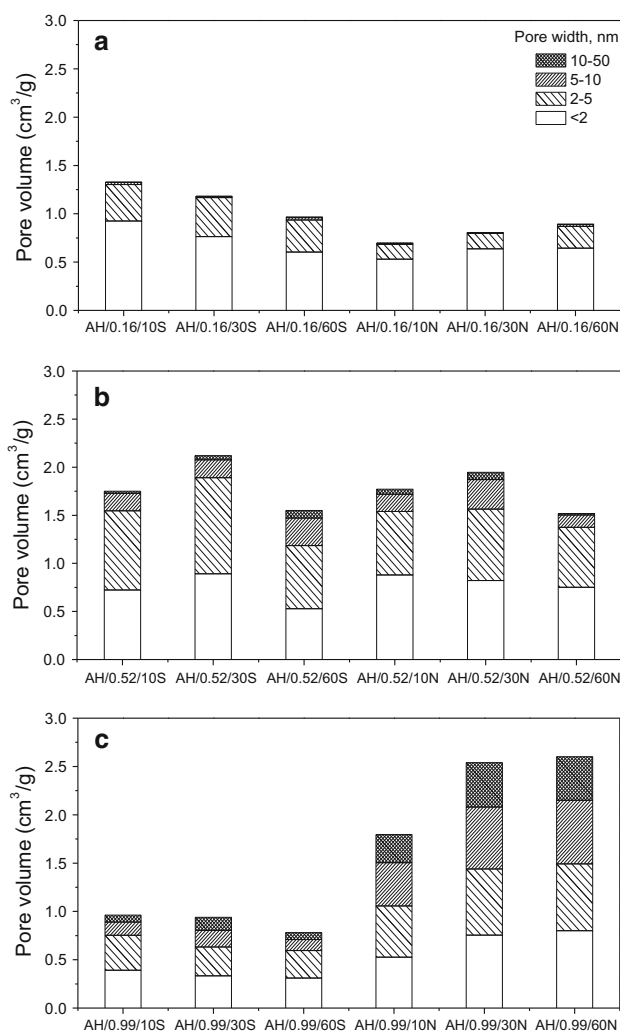 a
Pore width, nm
10-50
5-10
2-5
<2
Pore volume (cm³/g)
3.0
2.5
2.0
1.5
1.0
0.5
0.0
AH/0.16/10S AH/0.16/30S AH/0.16/60S AH/0.16/10N AH/0.16/30N AH/0.16/60N
b
Pore volume (cm³/g)
3.0
2.5
2.0
1.5
1.0
0.5
0.0
AH/0.52/10S AH/0.52/30S AH/0.52/60S AH/0.52/10N AH/0.52/30N AH/0.52/60N
c
Pore volume (cm³/g)
3.0
2.5
2.0
1.5
1.0
0.5
0.0
AH/0.99/10S AH/0.99/30S AH/0.99/60S AH/0.99/10N AH/0.99/30N AH/0.99/60N